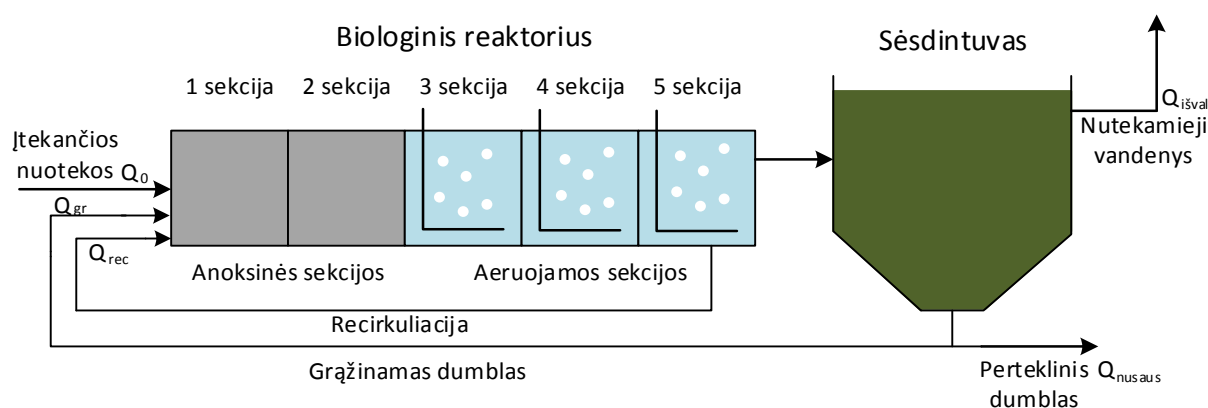 Biologinis reaktorius
Sėsdintuvas
1 sekcija
2 sekcija
3 sekcija
4 sekcija
5 sekcija
Įtekančios
nuotekos Q0
Qgr
Qrec
Anoksinės sekcijos
Aeruojamos sekcijos
Recirkuliacija
Grąžinamas dumblas
Qišval
Nutekamieji
vandenys
Perteklinis Qnusaus
dumblas